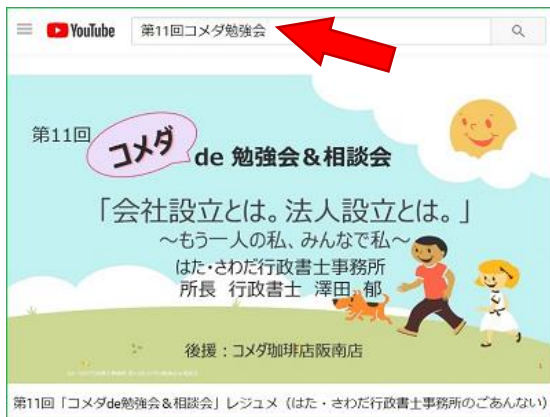 YouTube
第11回コメダ勉強会
第11回
コメダ
de 勉強会&相談会
「会社設立とは。法人設立とは。」
～もう一人の私、みんなで私～
はた・さわだ行政書士事務所
所長 行政書士 澤田 郁
後援：コメダ珈琲店阪南店
第11回「コメダde勉強会&相談会」レジュメ（はた・さわだ行政書士事務所のごあんない)